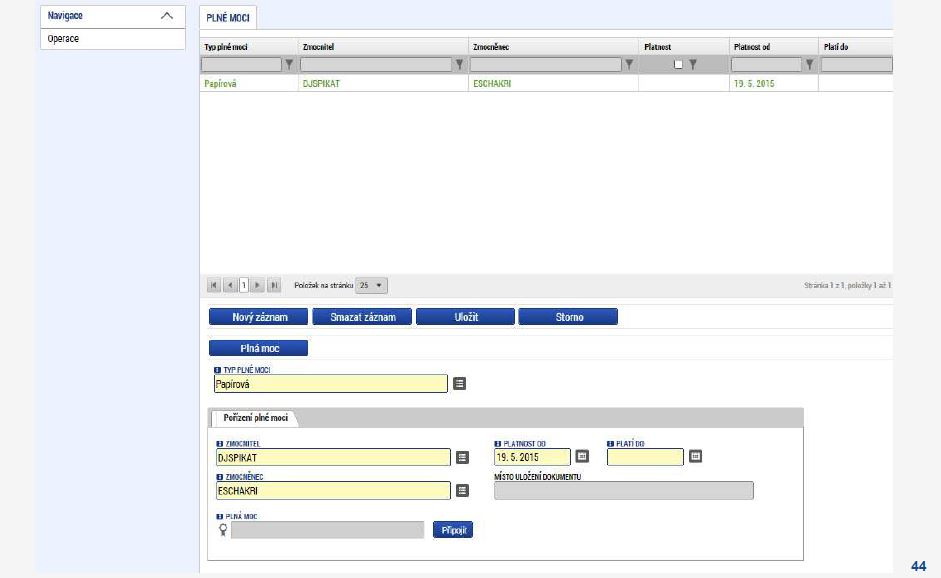 Navigace
Operace
PLNÉ MOCI
Typ plné moci Zmocnitel Zmocněnec Platnost Platnost od Platí do
Papírová DJSPIKAT ESCHAKRI 19. 5. 2015
1 Položek na stránku 25 Stránka 1 z 1, položky 1 až 1
Nový záznam Smazat záznam Uložit Storno
Plná moc
TYP PLNÉ MOCI
Papírová
Pořízení plné moci
ZMOCNITEL PLATNOST OD PLATÍ DO
DJSPIKAT 19. 5. 2015
ZMOCNĚNEC MÍSTO ULOŽENÍ DOKUMENTU
ESCHAKRI
PLNÁ MOC
Připojit
44